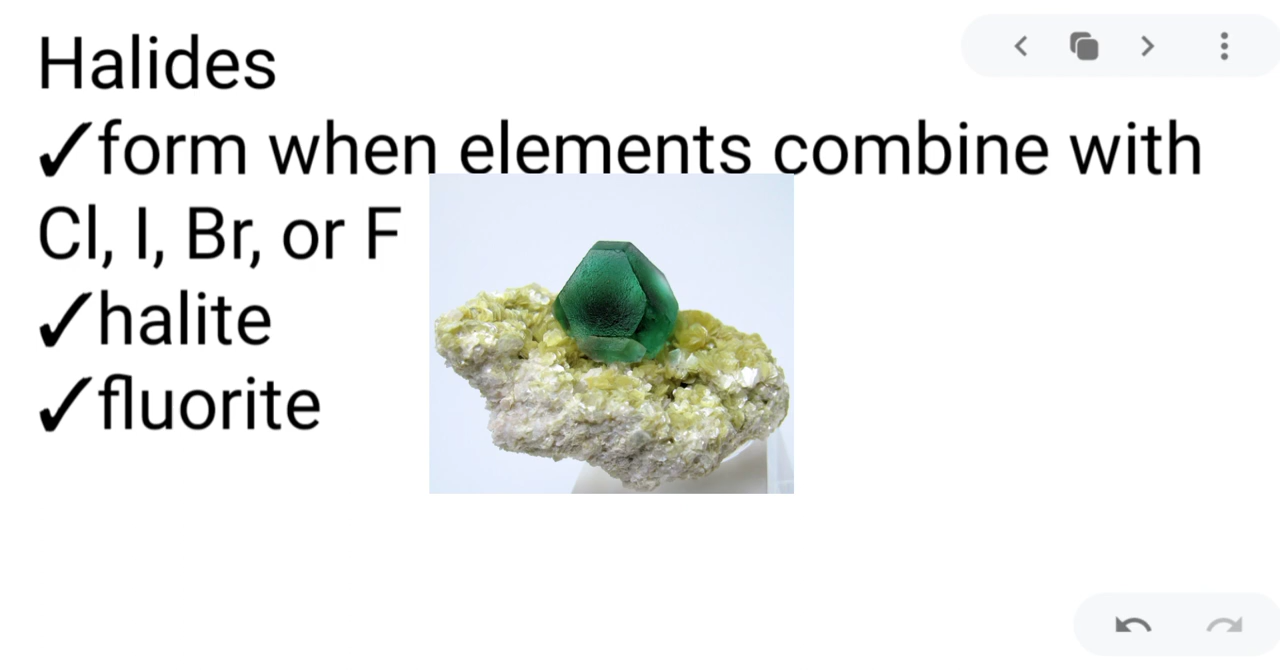 Halides
✓form when elements combine with
Cl, I, Br, or F
✓halite
✓fluorite